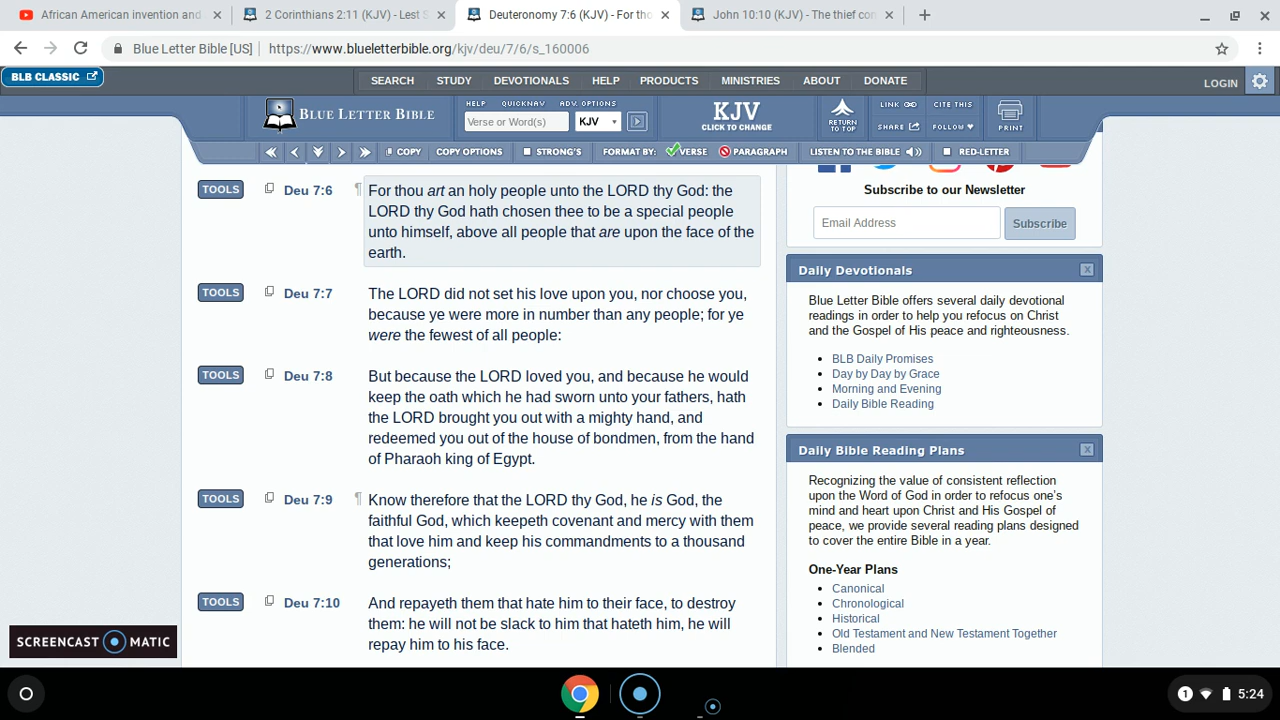 African American invention and
2 Corinthians 2:11 (KJV) - Lest S
Deuteronomy 7:6 (KJV) - For tho
John 10:10 (KJV) - The thief con
Blue Letter Bible [US]
https://www.blueletterbible.org/kjv/deu/7/6/s_160006
BLB CLASSIC
SEARCH STUDY DEVOTIONALS HELP PRODUCTS MINISTRIES ABOUT DONATE
LOGIN
BLUE LETTER BIBLE
HELP QUICKNAV ADV. OPTIONS
Verse or Word(s)
KJV
KJV
CLICK TO CHANGE
RETURN
TO TOP
LINK CITE THIS
SHARE FOLLOW
PRINT
COPY COPY OPTIONS STRONG'S FORMAT BY: VERSE PARAGRAPH LISTEN TO THE BIBLE RED-LETTER
TOOLS Deu 7:6 ¶ For thou art an holy people unto the LORD thy God: the
LORD thy God hath chosen thee to be a special people
unto himself, above all people that are upon the face of the
earth.
TOOLS Deu 7:7 The LORD did not set his love upon you, nor choose you,
because ye were more in number than any people; for ye
were the fewest of all people:
TOOLS Deu 7:8 But because the LORD loved you, and because he would
keep the oath which he had sworn unto your fathers, hath
the LORD brought you out with a mighty hand, and
redeemed you out of the house of bondmen, from the hand
of Pharaoh king of Egypt.
TOOLS Deu 7:9 ¶ Know therefore that the LORD thy God, he is God, the
faithful God, which keepeth covenant and mercy with them
that love him and keep his commandments to a thousand
generations;
TOOLS Deu 7:10 And repayeth them that hate him to their face, to destroy
them: he will not be slack to him that hateth him, he will
repay him to his face.
Subscribe to our Newsletter
Email Address
Subscribe
Daily Devotionals X
Blue Letter Bible offers several daily devotional
readings in order to help you refocus on Christ
and the Gospel of His peace and righteousness.
• BLB Daily Promises
• Day by Day by Grace
• Morning and Evening
• Daily Bible Reading
Daily Bible Reading Plans X
Recognizing the value of consistent reflection
upon the Word of God in order to refocus one's
mind and heart upon Christ and His Gospel of
peace, we provide several reading plans designed
to cover the entire Bible in a year.
One-Year Plans
• Canonical
• Chronological
• Historical
• Old Testament and New Testament Together
• Blended
SCREENCAST MATIC
1 5:24